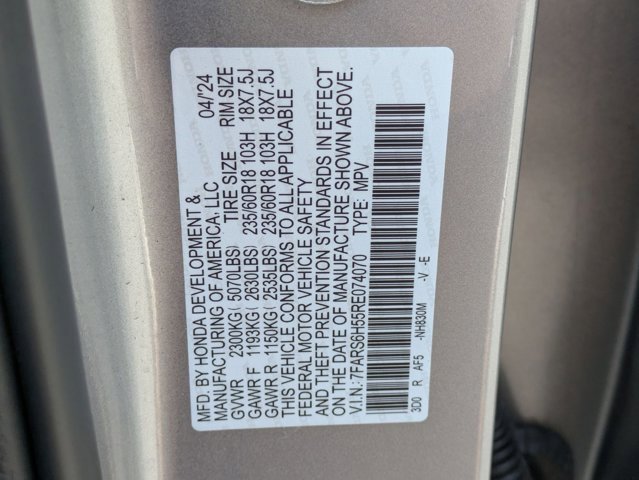 MFD. BY HONDA DEVELOPMENT & 04/'24
MANUFACTURING OF AMERICA, LLC
TIRE SIZE RIM SIZE
GVWR 2300KG ( 5070LBS) 235/60R18 103H 18X7.5J
GAWR F 1193KG ( 2630LBS) 235/60R18 103H 18X7.5J
GAWR R 1150KG ( 2535LBS)
THIS VEHICLE CONFORMS TO ALL APPLICABLE
FEDERAL MOTOR VEHICLE SAFETY
AND THEFT PREVENTION STANDARDS IN EFFECT
ON THE DATE OF MANUFACTURE SHOWN ABOVE.
V.I.N.: 7FARS6H56RE074070 TYPE: MPV
3D0 R AF5 -NH830M -V -E